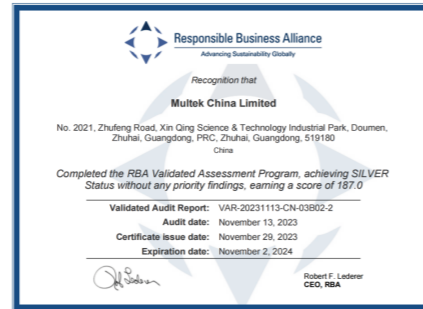 Responsible Business Alliance
Advancing Sustainability Globally
Recognition that
Multek China Limited
No. 2021, Zhufeng Road, Xin Qing Science & Technology Industrial Park, Doumen,
Zhuhai, Guangdong, PRC, Zhuhai, Guangdong, 519180
China
Completed the RBA Validated Assessment Program, achieving SILVER
Status without any priority findings, earning a score of 187.0
Validated Audit Report: VAR-20231113-CN-03B02-2
Audit date: November 13, 2023
Certificate issue date: November 29, 2023
Expiration date: November 2, 2024
Robert F. Lederer
CEO, RBA